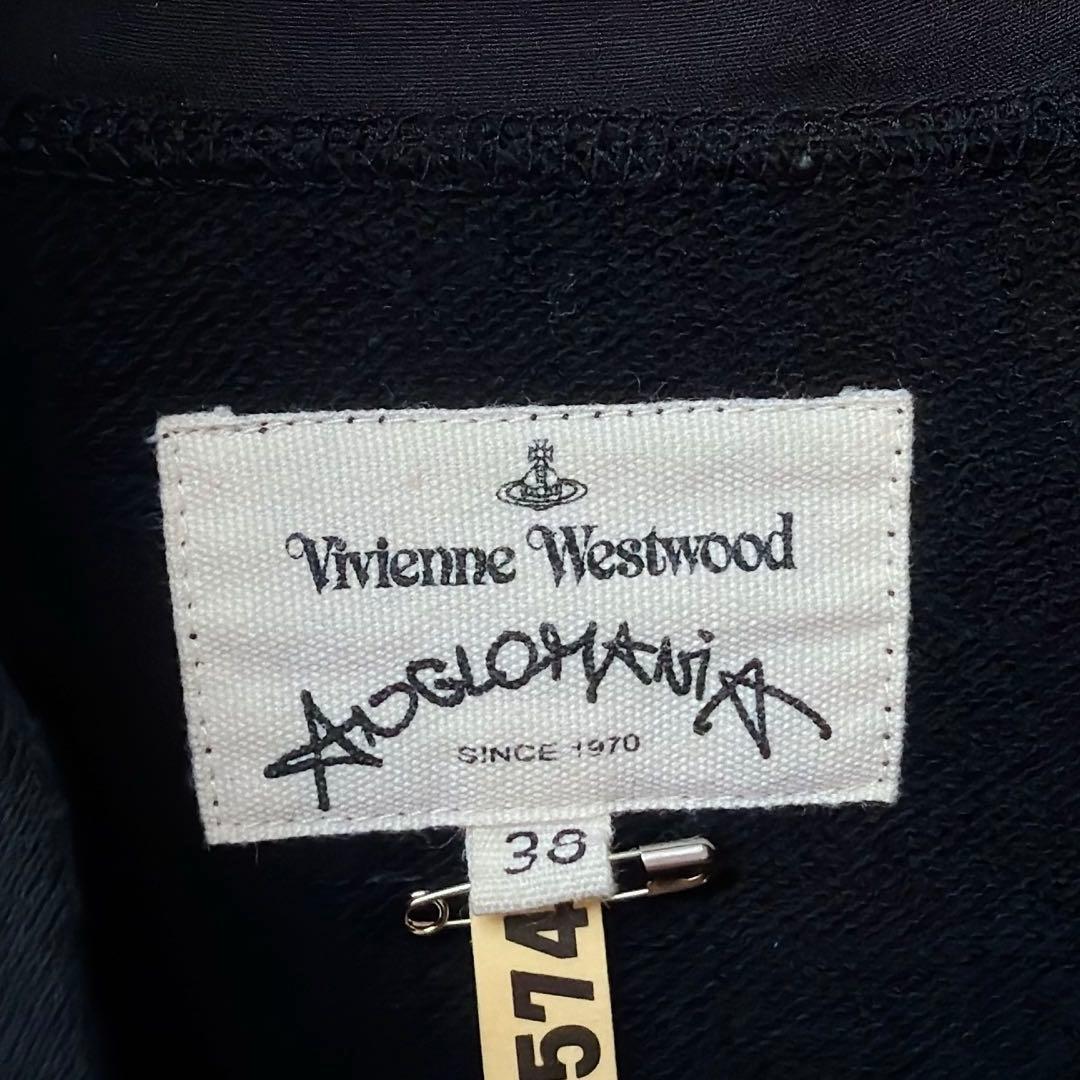 Vivienne Westwood
ANGLOMANiA
SINCE 1970
38
574